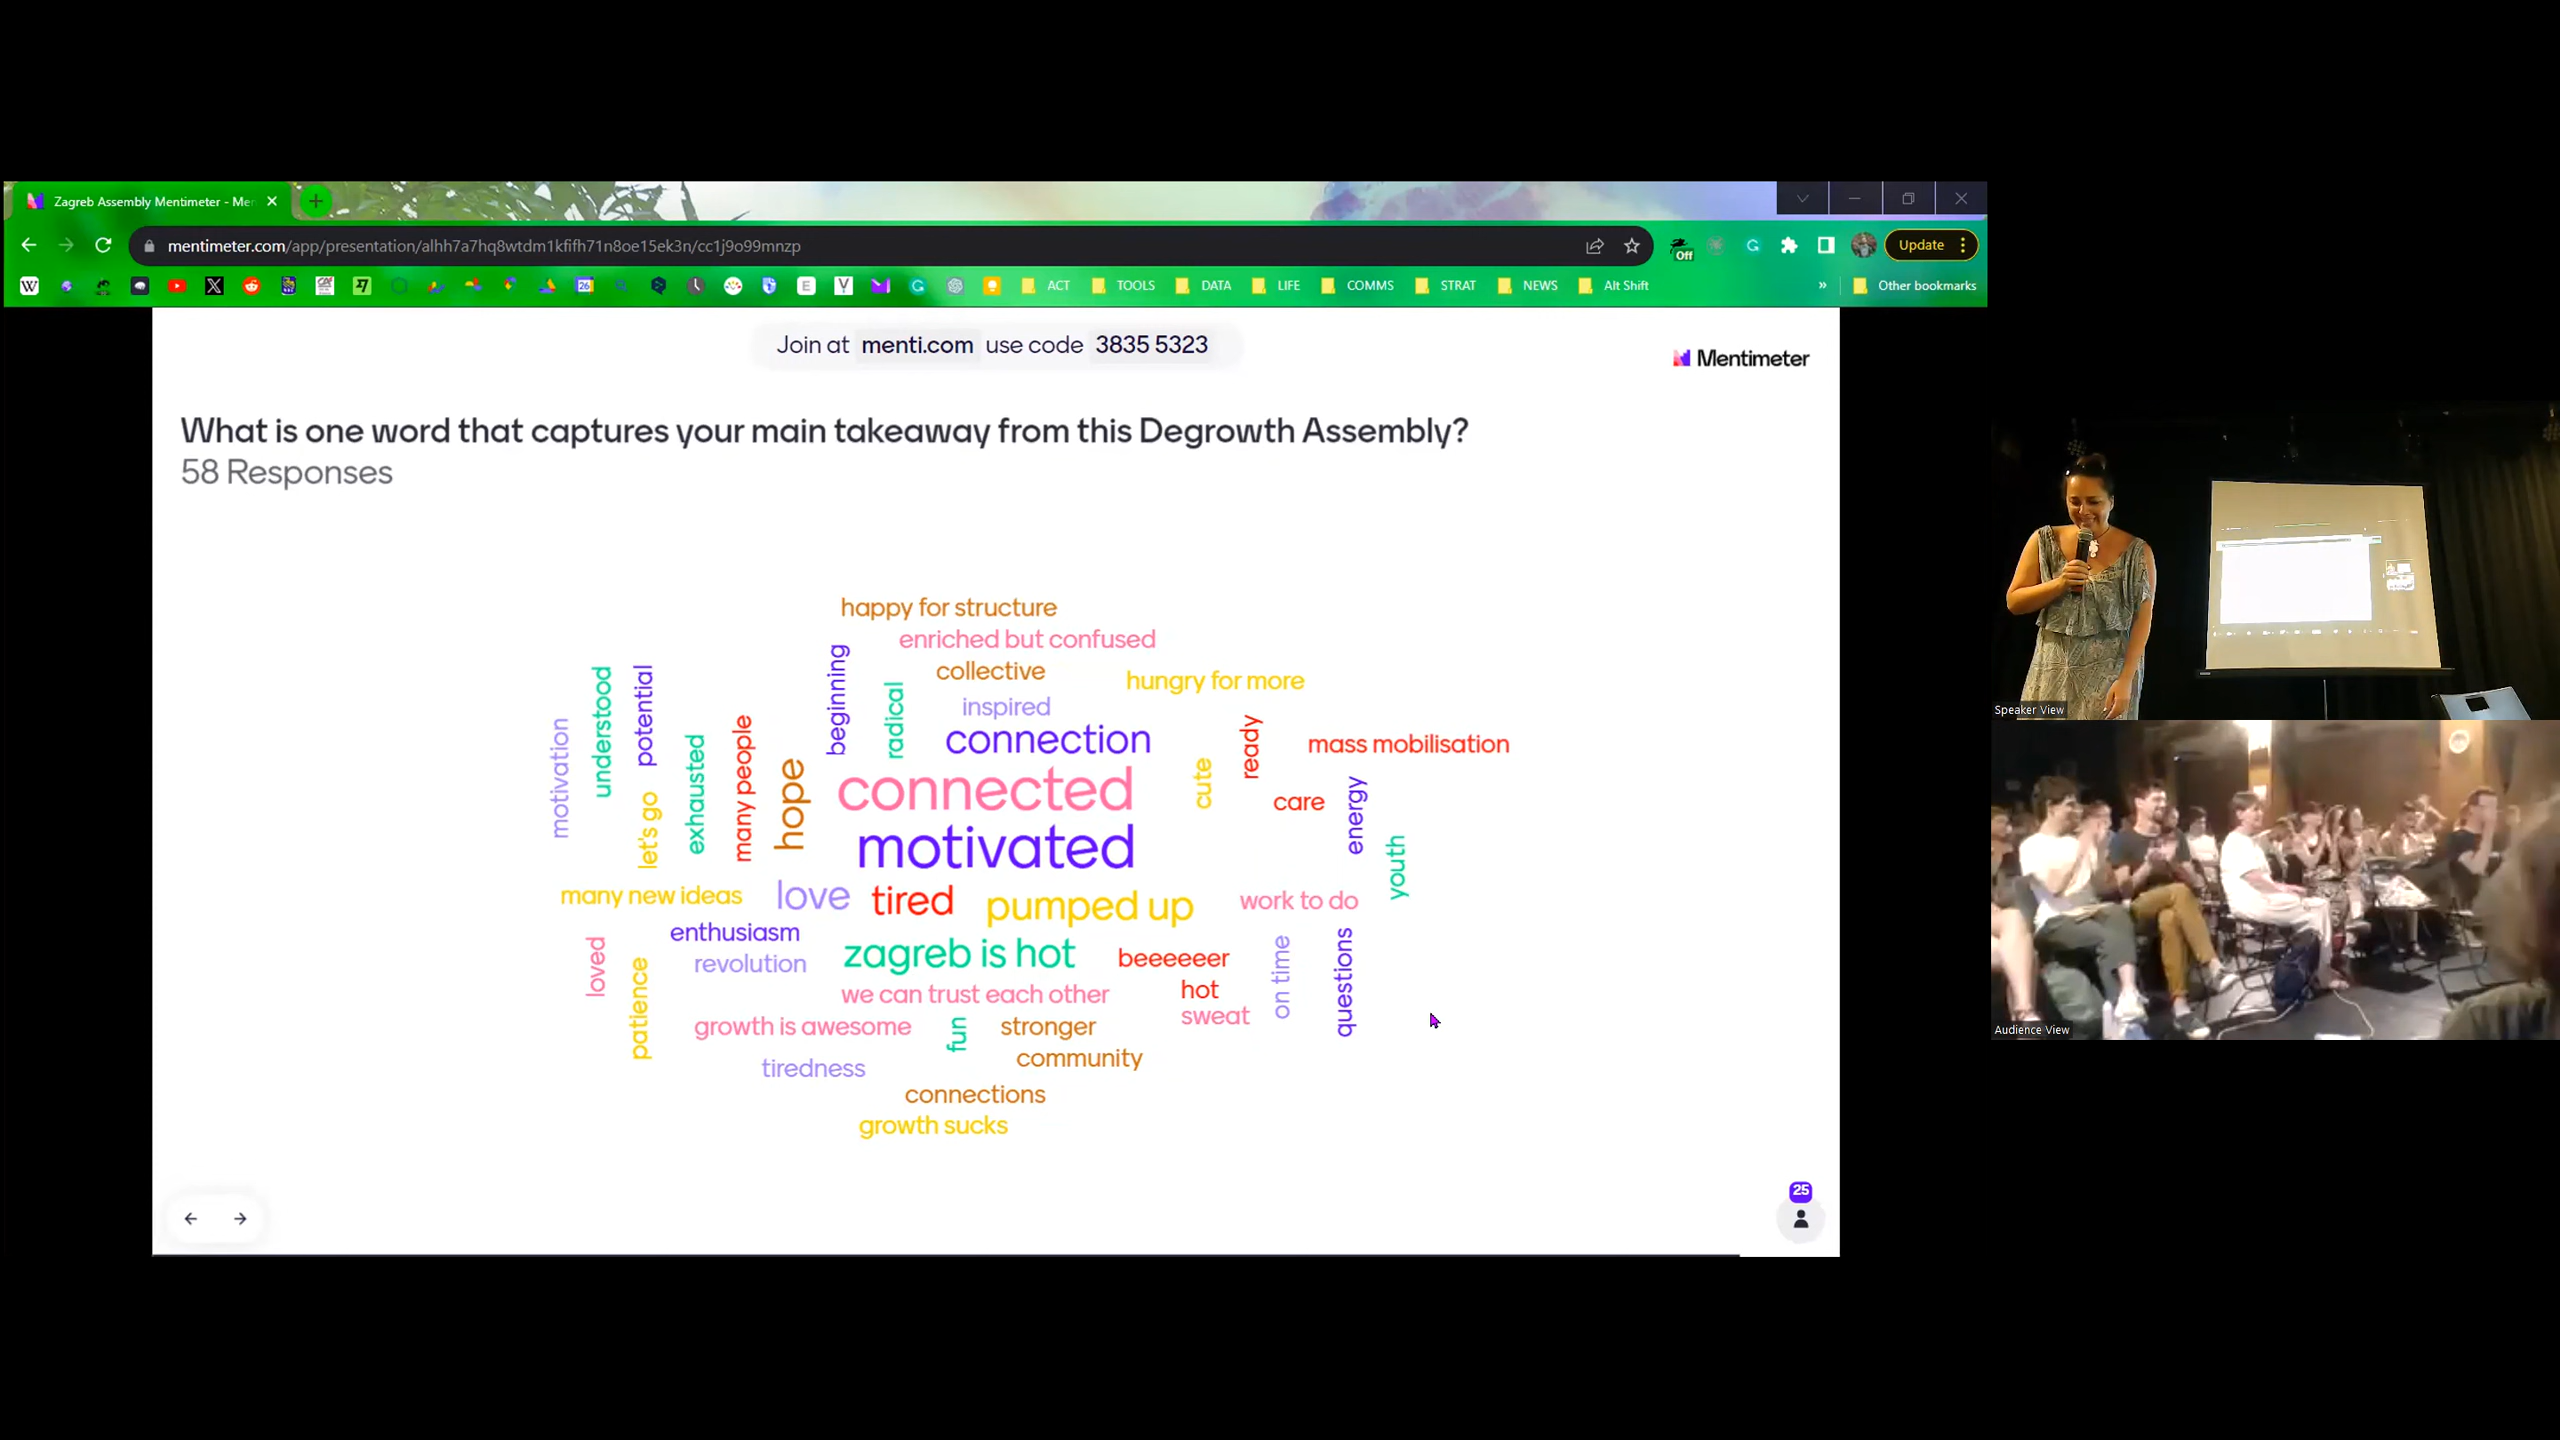 Zagreb Assembly Mentimeter - Me
mentimeter.com/app/presentation/alhh7a7hq8wtdm1kfifh71n8oe15ek3n/cc1j9o99mnzp
Off
Update
W
X
26
E
V
ACT
TOOLS
DATA
LIFE
COMMS
STRAT
NEWS
Alt Shift
»
Other bookmarks
Join at menti.com use code 3835 5323
Mentimeter
What is one word that captures your main takeaway from this Degrowth Assembly?
58 Responses
happy for structure
enriched but confused
collective
hungry for more
inspired
connection
beginning
radical
understood
potential
motivation
let's go
exhausted
many people
hope
connected
motivated
cute
ready
mass mobilisation
care
energy
youth
many new ideas
love
tired
pumped up
work to do
enthusiasm
revolution
zagreb is hot
beeeeeer
loved
patience
we can trust each other
hot
sweat
on time
questions
growth is awesome
fun
stronger
community
tiredness
connections
growth sucks
25
Speaker View
Audience View